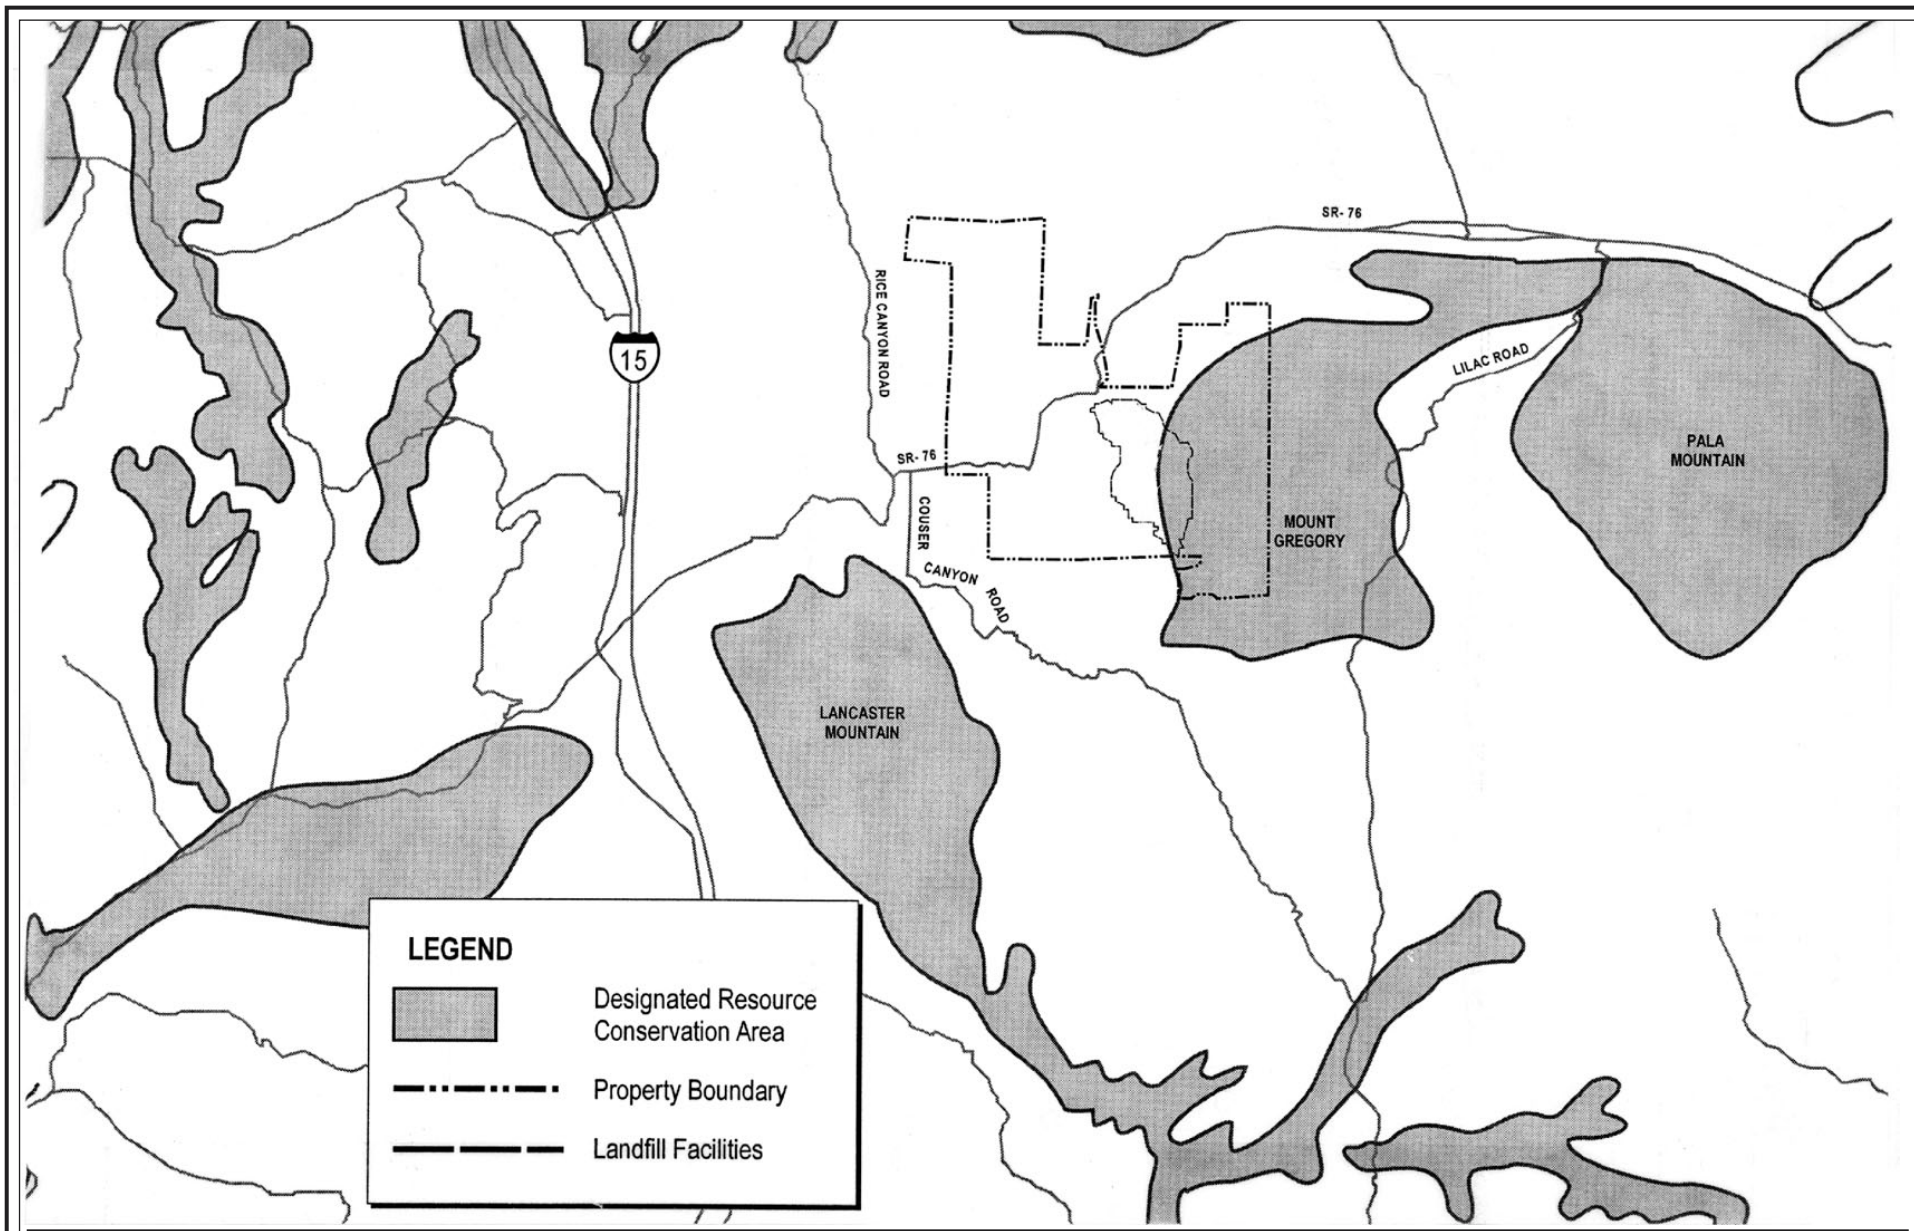 SR- 76
RICE CANYON ROAD
15
LILAC ROAD
PALA
MOUNTAIN
SR- 76
COUSER
CANYON
ROAD
MOUNT
GREGORY
LANCASTER
MOUNTAIN
LEGEND
Designated Resource
Conservation Area
Property Boundary
Landfill Facilities